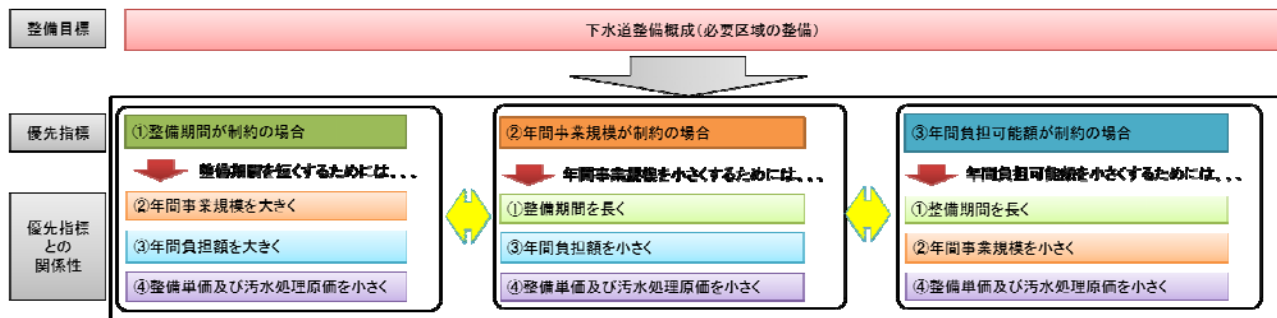 整備目標
下水道整備概成(必要区域の整備)
優先指標
①整備期間が制約の場合
整備期間を短くするためには、、、
②年間事業規模を大きく
③年間負担額を大きく
④整備単価及び汚水処理原価を小さく
②年間事業規模が制約の場合
年間事業規模を小さくするためには、、、
①整備期間を長く
③年間負担額を小さく
④整備単価及び汚水処理原価を小さく
③年間負担可能額が制約の場合
年間負担可能額を小さくするためには、、、
①整備期間を長く
②年間事業規模を小さく
④整備単価及び汚水処理原価を小さく
優先指標
との
関係性